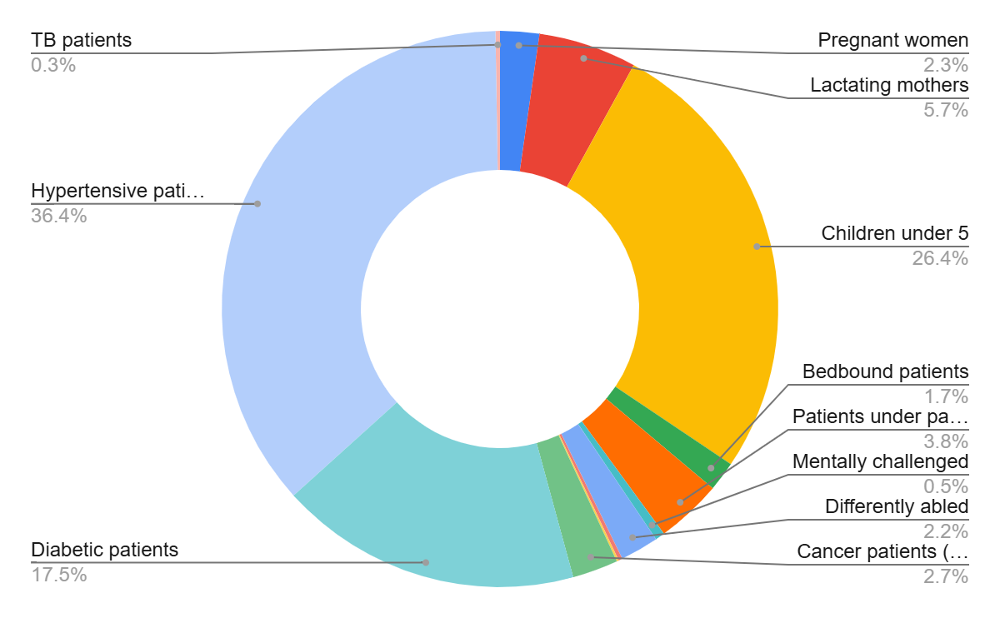 TB patients
0.3%
Hypertensive pati…
36.4%
Diabetic patients
17.5%
Pregnant women
2.3%
Lactating mothers
5.7%
Children under 5
26.4%
Bedbound patients
1.7%
Patients under pa…
3.8%
Mentally challenged
0.5%
Differently abled
2.2%
Cancer patients (…
2.7%